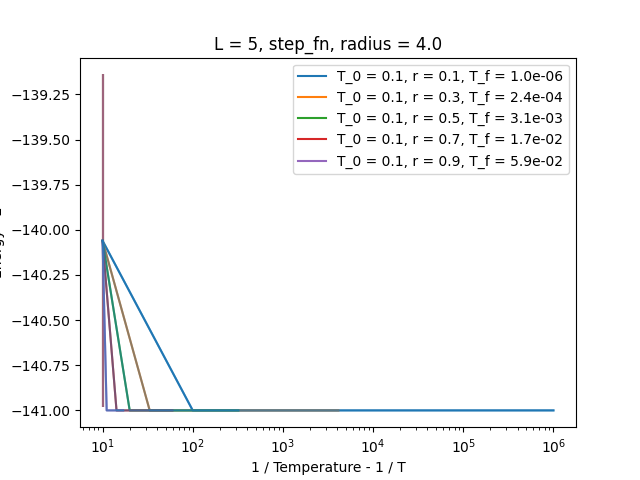 L = 5, step_fn, radius = 4.0
T_0 = 0.1, r = 0.1, T_f = 1.0e-06
T_0 = 0.1, r = 0.3, T_f = 2.4e-04
T_0 = 0.1, r = 0.5, T_f = 3.1e-03
T_0 = 0.1, r = 0.7, T_f = 1.7e-02
T_0 = 0.1, r = 0.9, T_f = 5.9e-02
−139.25
−139.50
−139.75
−140.00
−140.25
−140.50
−140.75
−141.00
10¹ 10² 10³ 10⁴ 10⁵ 10⁶
1 / Temperature - 1 / T